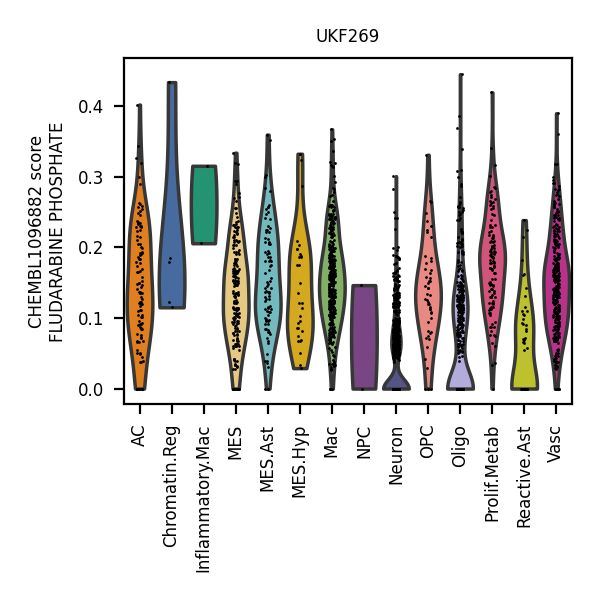 UKF269
CHEMBL1096882 score
FLUDARABINE PHOSPHATE
0.4
0.3
0.2
0.1
0.0
AC
Chromatin.Reg
Inflammatory.Mac
MES
MES.Ast
MES.Hyp
Mac
NPC
Neuron
OPC
Oligo
Prolif.Metab
Reactive.Ast
Vasc